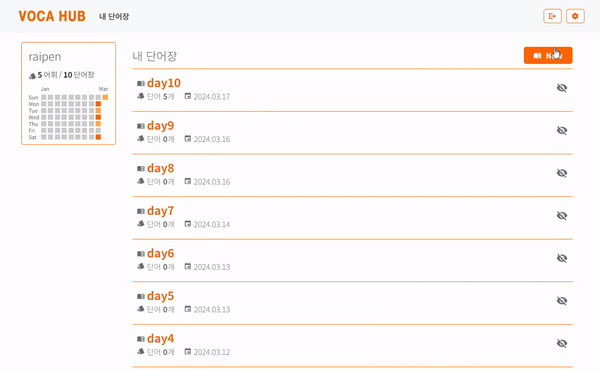 VOCA HUB 내 단어장
raipen
5 어휘 / 10 단어장
Jan Mar
Sun
Mon
Tue
Wed
Thu
Fri
Sat
내 단어장
day10
단어 5개 2024.03.17
day9
단어 0개 2024.03.16
day8
단어 0개 2024.03.16
day7
단어 0개 2024.03.14
day6
단어 0개 2024.03.13
day5
단어 0개 2024.03.13
day4
단어 0개 2024.03.12